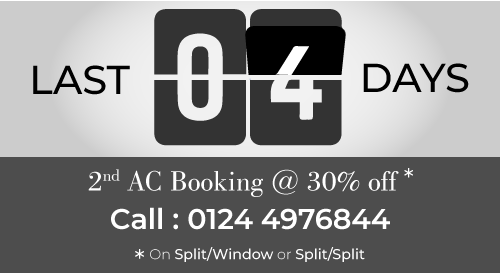 LAST 04 DAYS
2nd AC Booking @ 30% off *
Call : 0124 4976844
* On Split/Window or Split/Split